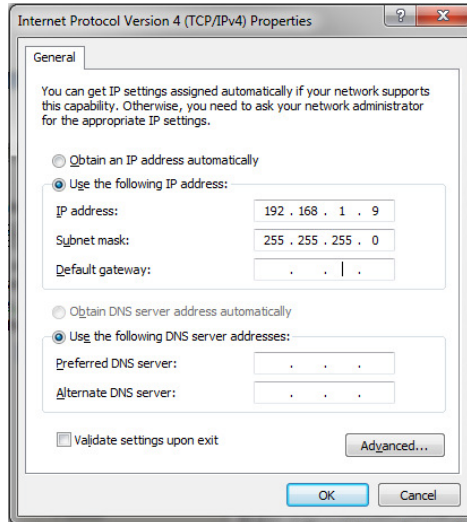 Internet Protocol Version 4 (TCP/IPv4) Properties
?
X
General
You can get IP settings assigned automatically if your network supports
this capability. Otherwise, you need to ask your network administrator
for the appropriate IP settings.
Obtain an IP address automatically
Use the following IP address:
IP address: 192 . 168 . 1 . 9
Subnet mask: 255 . 255 . 255 . 0
Default gateway: . . .
Obtain DNS server address automatically
Use the following DNS server addresses:
Preferred DNS server: . . .
Alternate DNS server: . . .
Validate settings upon exit
Advanced...
OK Cancel